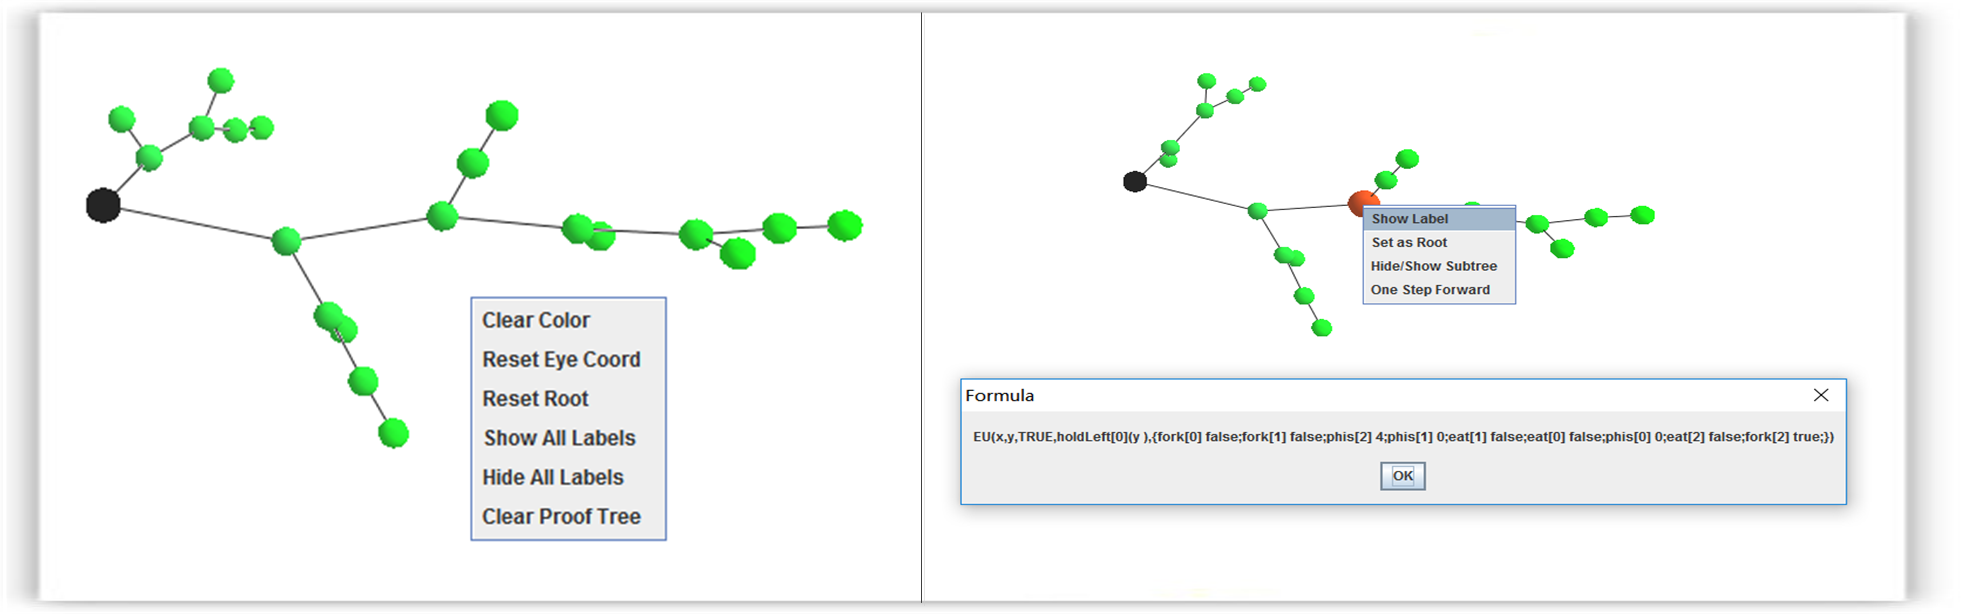 Clear Color
Reset Eye Coord
Reset Root
Show All Labels
Hide All Labels
Clear Proof Tree
Show Label
Set as Root
Hide/Show Subtree
One Step Forward
Formula
EU(x,y,TRUE,holdLeft[0](y ),{fork[0] false;fork[1] false;phis[2] 4;phis[1] 0;eat[1] false;eat[0] false;phis[0] 0;eat[2] false;fork[2] true;})
OK